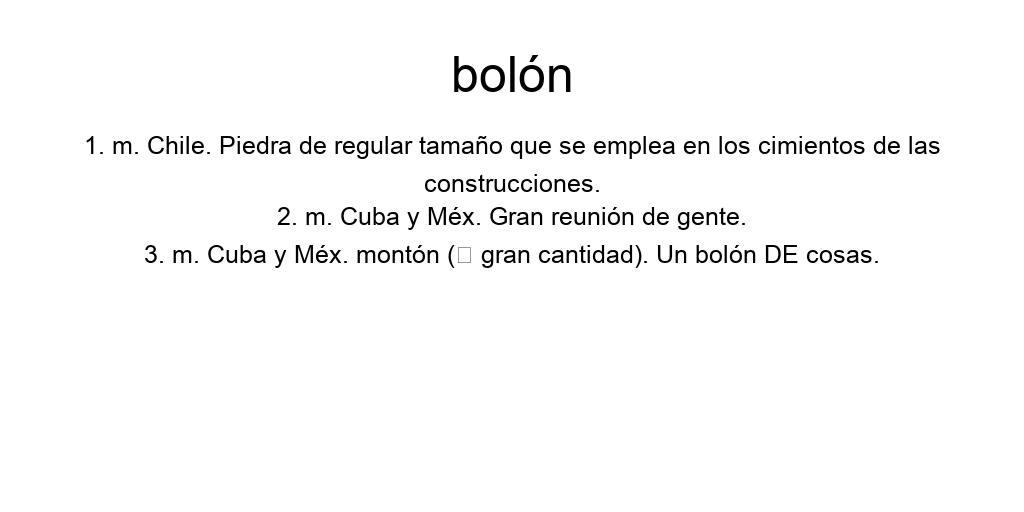 bolón
1. m. Chile. Piedra de regular tamaño que se emplea en los cimientos de las
construcciones.
2. m. Cuba y Méx. Gran reunión de gente.
3. m. Cuba y Méx. montón (□ gran cantidad). Un bolón DE cosas.